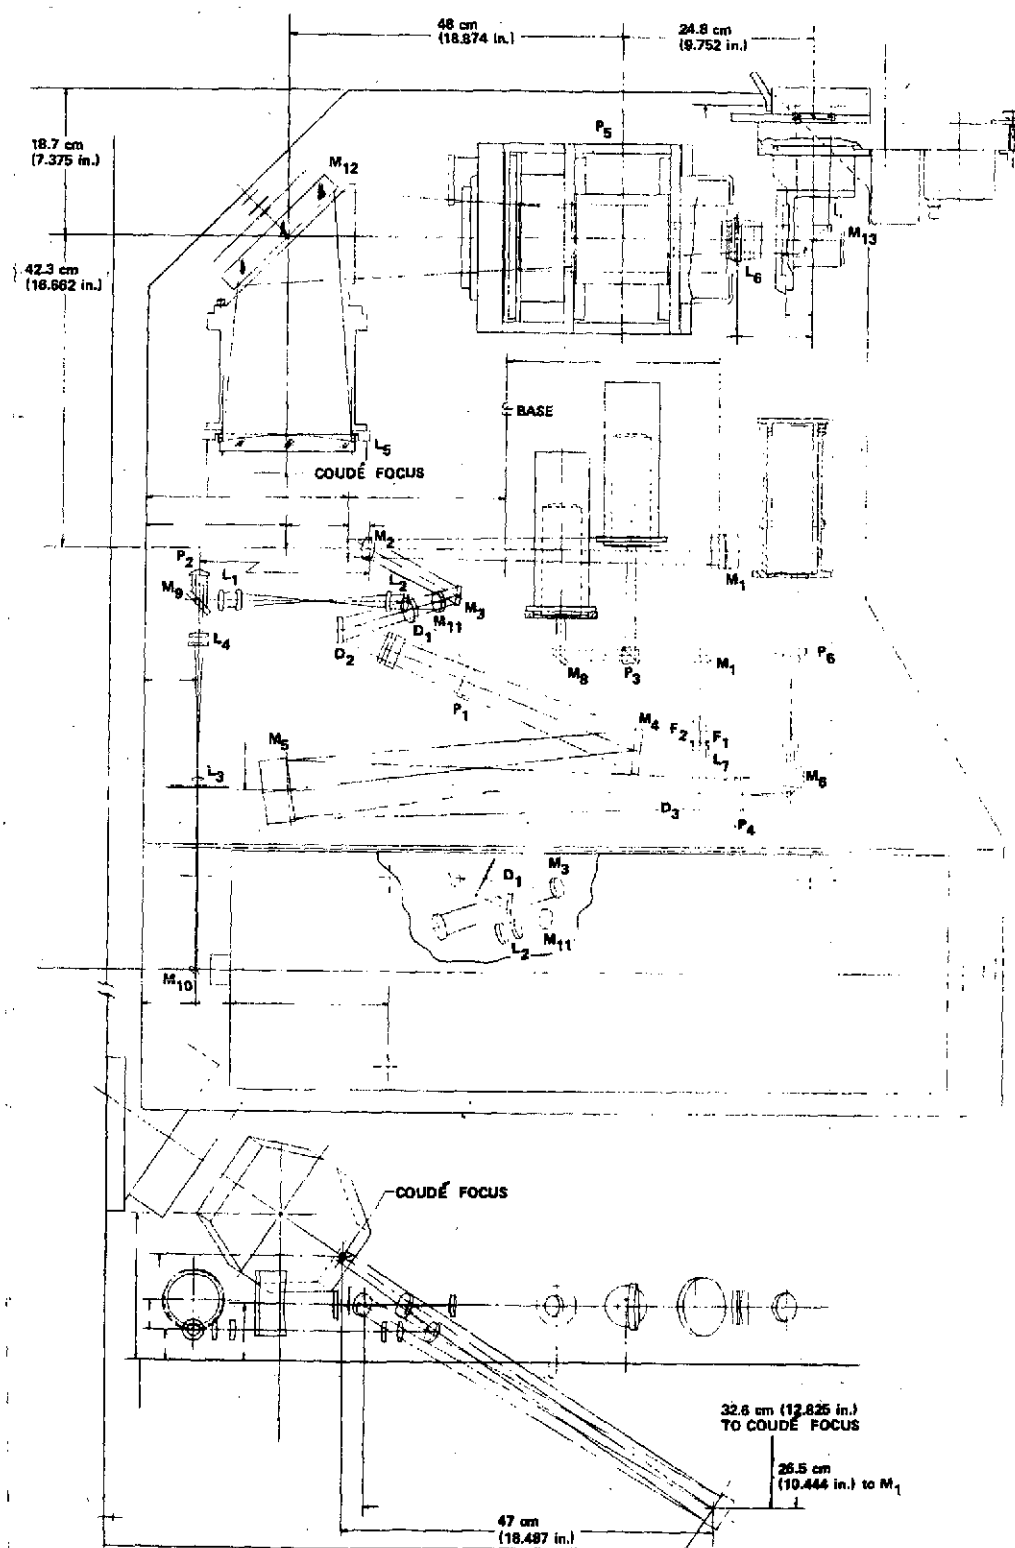 48 cm
(18.874 in.)
24.8 cm
(9.752 in.)
18.7 cm
(7.375 in.)
P5
M12
L
M13
42.3 cm
(16.662 in.)
L6
BASE
L5
COUDÉ FOCUS
M2
P2
L1
L2
M1
M9
M3
M11
D1
L4
D2
M8
P3
M1
P6
P1
M4
F2
F1
M5
L7
L3
M6
D3
P4
M3
D1
M11
L2
M10
COUDÉ FOCUS
32.6 cm (12.825 in.)
TO COUDÉ FOCUS
26.5 cm
(10.444 in.) to M1
47 cm
(18.487 in.)